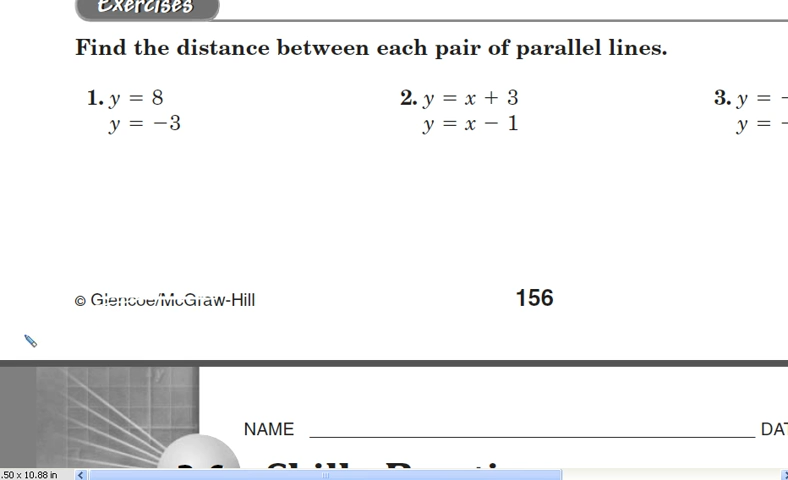 Exercises
Find the distance between each pair of parallel lines.
1. y = 8
y = −3
2. y = x + 3
y = x − 1
3. y = -
y = -
© Glencoe/McGraw-Hill
156
NAME
.50 x 10.88 in